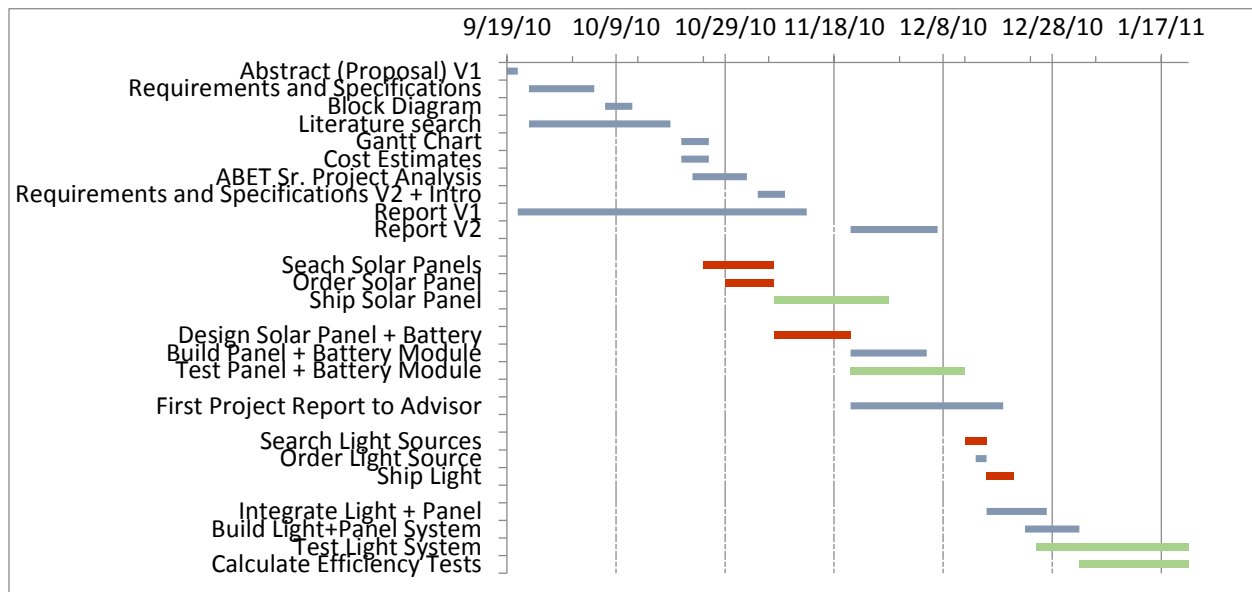 9/19/10 10/9/10 10/29/10 11/18/10 12/8/10 12/28/10 1/17/11
Abstract (Proposal) V1
Requirements and Specifications
Block Diagram
Literature search
Gantt Chart
Cost Estimates
ABET Sr. Project Analysis
Requirements and Specifications V2 + Intro
Report V1
Report V2
Seach Solar Panels
Order Solar Panel
Ship Solar Panel
Design Solar Panel + Battery
Build Panel + Battery Module
Test Panel + Battery Module
First Project Report to Advisor
Search Light Sources
Order Light Source
Ship Light
Integrate Light + Panel
Build Light+Panel System
Test Light System
Calculate Efficiency Tests